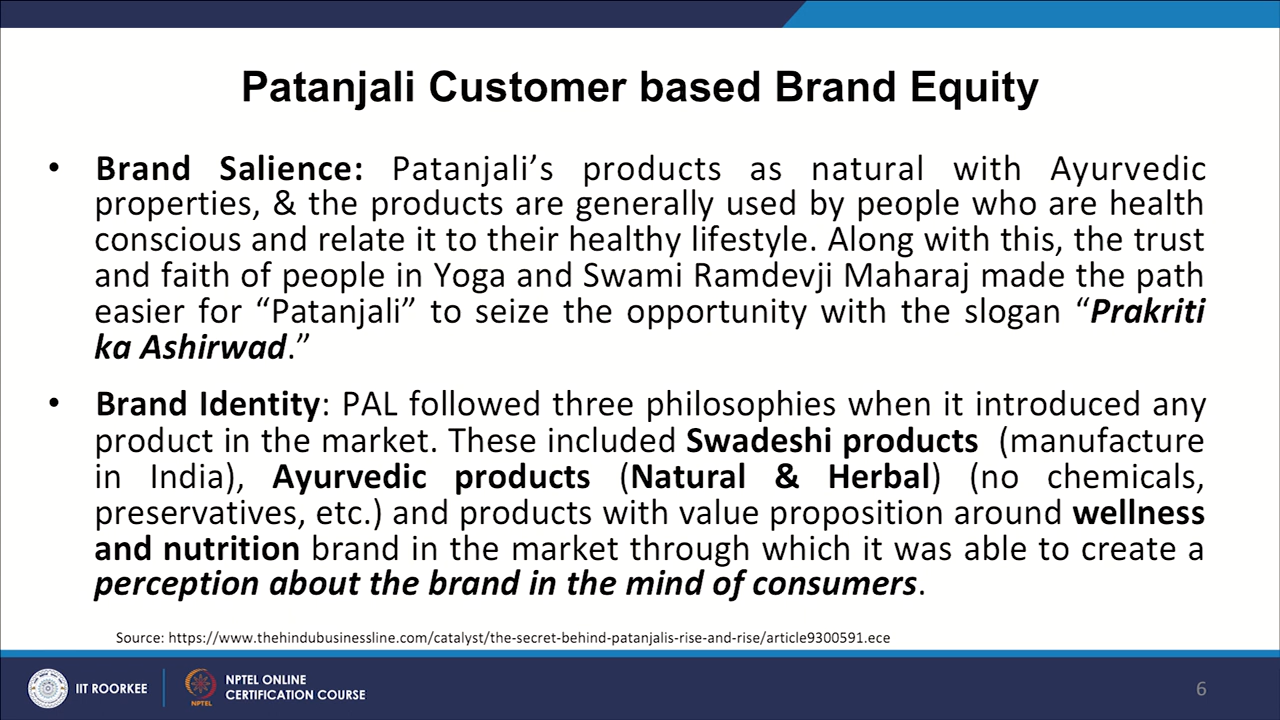 Patanjali Customer based Brand Equity
• Brand Salience: Patanjali’s products as natural with Ayurvedic
properties, & the products are generally used by people who are health
conscious and relate it to their healthy lifestyle. Along with this, the trust
and faith of people in Yoga and Swami Ramdevji Maharaj made the path
easier for “Patanjali” to seize the opportunity with the slogan “Prakriti
ka Ashirwad.”
• Brand Identity: PAL followed three philosophies when it introduced any
product in the market. These included Swadeshi products (manufacture
in India), Ayurvedic products (Natural & Herbal) (no chemicals,
preservatives, etc.) and products with value proposition around wellness
and nutrition brand in the market through which it was able to create a
perception about the brand in the mind of consumers.
Source: https://www.thehindubusinessline.com/catalyst/the-secret-behind-patanjalis-rise-and-rise/article9300591.ece
IIT ROORKEE
NPTEL
NPTEL ONLINE
CERTIFICATION COURSE
6